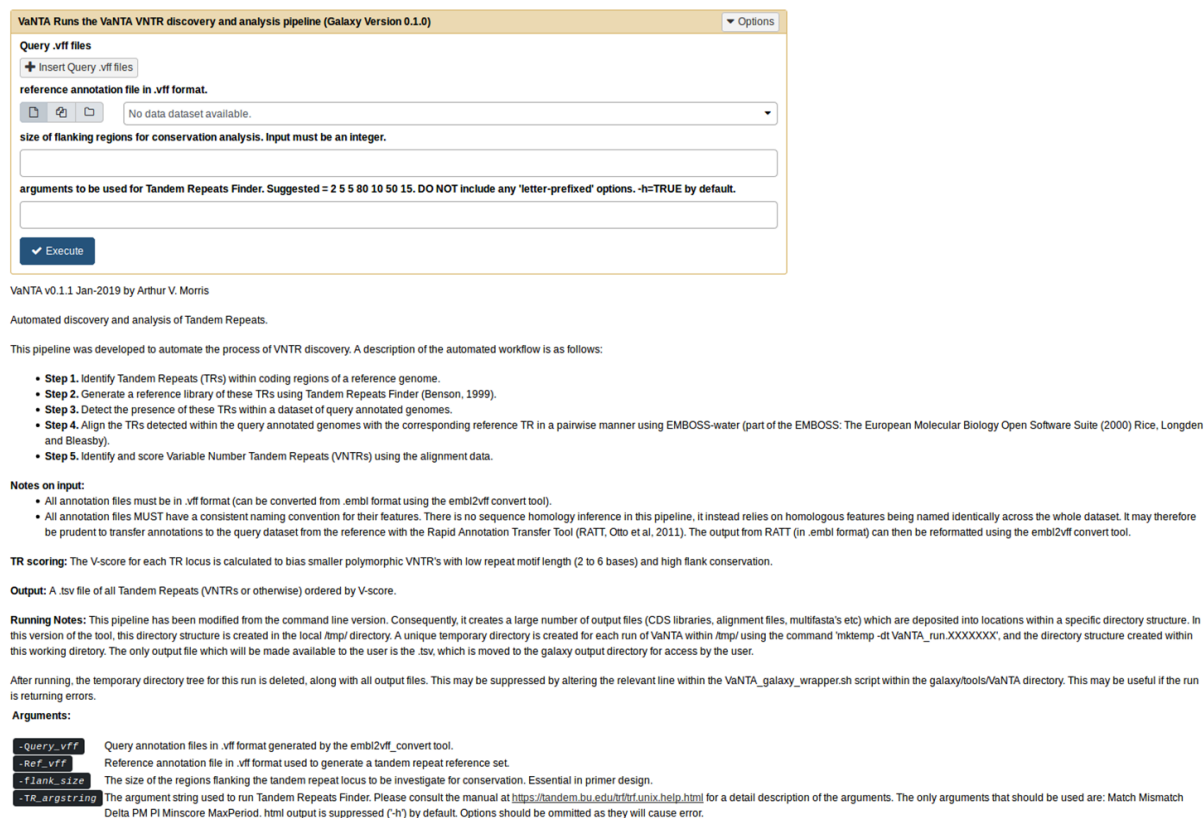 VaNTA Runs the VaNTA VNTR discovery and analysis pipeline (Galaxy Version 0.1.0)
Options
Query .vff files
Insert Query .vff files
reference annotation file in .vff format.
No data dataset available.
size of flanking regions for conservation analysis. Input must be an integer.
arguments to be used for Tandem Repeats Finder. Suggested = 2 5 5 80 10 50 15. DO NOT include any 'letter-prefixed' options. -h=TRUE by default.
Execute
VaNTA v0.1.1 Jan-2019 by Arthur V. Morris
Automated discovery and analysis of Tandem Repeats.
This pipeline was developed to automate the process of VNTR discovery. A description of the automated workflow is as follows:
• Step 1. Identify Tandem Repeats (TRs) within coding regions of a reference genome.
• Step 2. Generate a reference library of these TRs using Tandem Repeats Finder (Benson, 1999).
• Step 3. Detect the presence of these TRs within a dataset of query annotated genomes.
• Step 4. Align the TRs detected within the query annotated genomes with the corresponding reference TR in a pairwise manner using EMBOSS-water (part of the EMBOSS: The European Molecular Biology Open Software Suite (2000) Rice, Longden
and Bleasby).
• Step 5. Identify and score Variable Number Tandem Repeats (VNTRs) using the alignment data.
Notes on input:
• All annotation files must be in .vff format (can be converted from .embl format using the embl2vff convert tool).
• All annotation files MUST have a consistent naming convention for their features. There is no sequence homology inference in this pipeline, it instead relies on homologous features being named identically across the whole dataset. It may therefore
be prudent to transfer annotations to the query dataset from the reference with the Rapid Annotation Transfer Tool (RATT, Otto et al, 2011). The output from RATT (in .embl format) can then be reformatted using the embl2vff convert tool.
TR scoring: The V-score for each TR locus is calculated to bias smaller polymorphic VNTR's with low repeat motif length (2 to 6 bases) and high flank conservation.
Output: A .tsv file of all Tandem Repeats (VNTRs or otherwise) ordered by V-score.
Running Notes: This pipeline has been modified from the command line version. Consequently, it creates a large number of output files (CDS libraries, alignment files, multifasta's etc) which are deposited into locations within a specific directory structure. In
this version of the tool, this directory structure is created in the local /tmp/ directory. A unique temporary directory is created for each run of VaNTA within /tmp/ using the command 'mktemp -dt VaNTA_run.XXXXXXX', and the directory structure created within
this working diretory. The only output file which will be made available to the user is the .tsv, which is moved to the galaxy output directory for access by the user.
After running, the temporary directory tree for this run is deleted, along with all output files. This may be suppressed by altering the relevant line within the VaNTA_galaxy_wrapper.sh script within the galaxy/tools/VaNTA directory. This may be useful if the run
is returning errors.
Arguments:
-Query_vff Query annotation files in .vff format generated by the embl2vff_convert tool.
-Ref_vff Reference annotation file in .vff format used to generate a tandem repeat reference set.
-flank_size The size of the regions flanking the tandem repeat locus to be investigate for conservation. Essential in primer design.
-TR_argstring The argument string used to run Tandem Repeats Finder. Please consult the manual at https://tandem.bu.edu/trf/trf.unix.help.html for a detail description of the arguments. The only arguments that should be used are: Match Mismatch
Delta PM PI Minscore MaxPeriod. html output is suppressed ('-h') by default. Options should be ommitted as they will cause error.